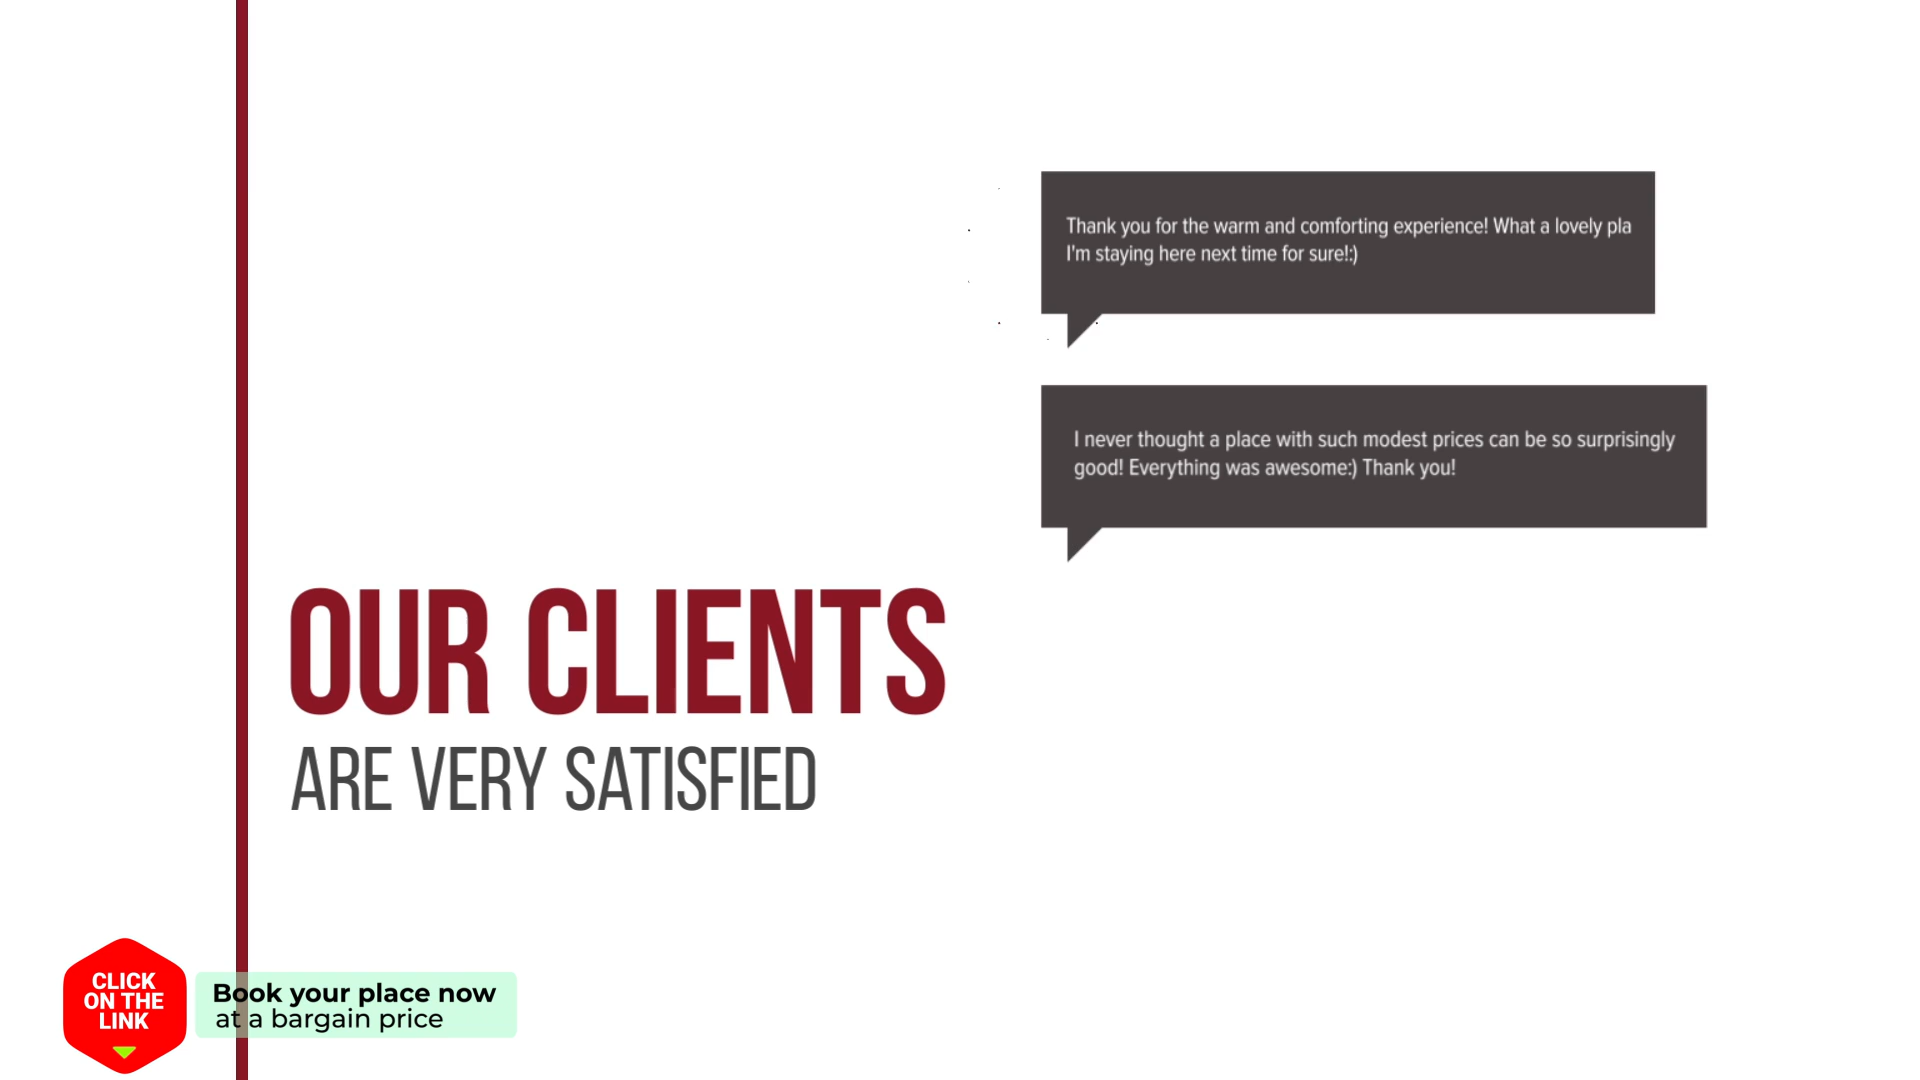 Thank you for the warm and comforting experience! What a lovely pla
I'm staying here next time for sure!:)
I never thought a place with such modest prices can be so surprisingly
good! Everything was awesome:) Thank you!
OUR CLIENTS
ARE VERY SATISFIED
CLICK
ON THE
LINK
Book your place now
at a bargain price